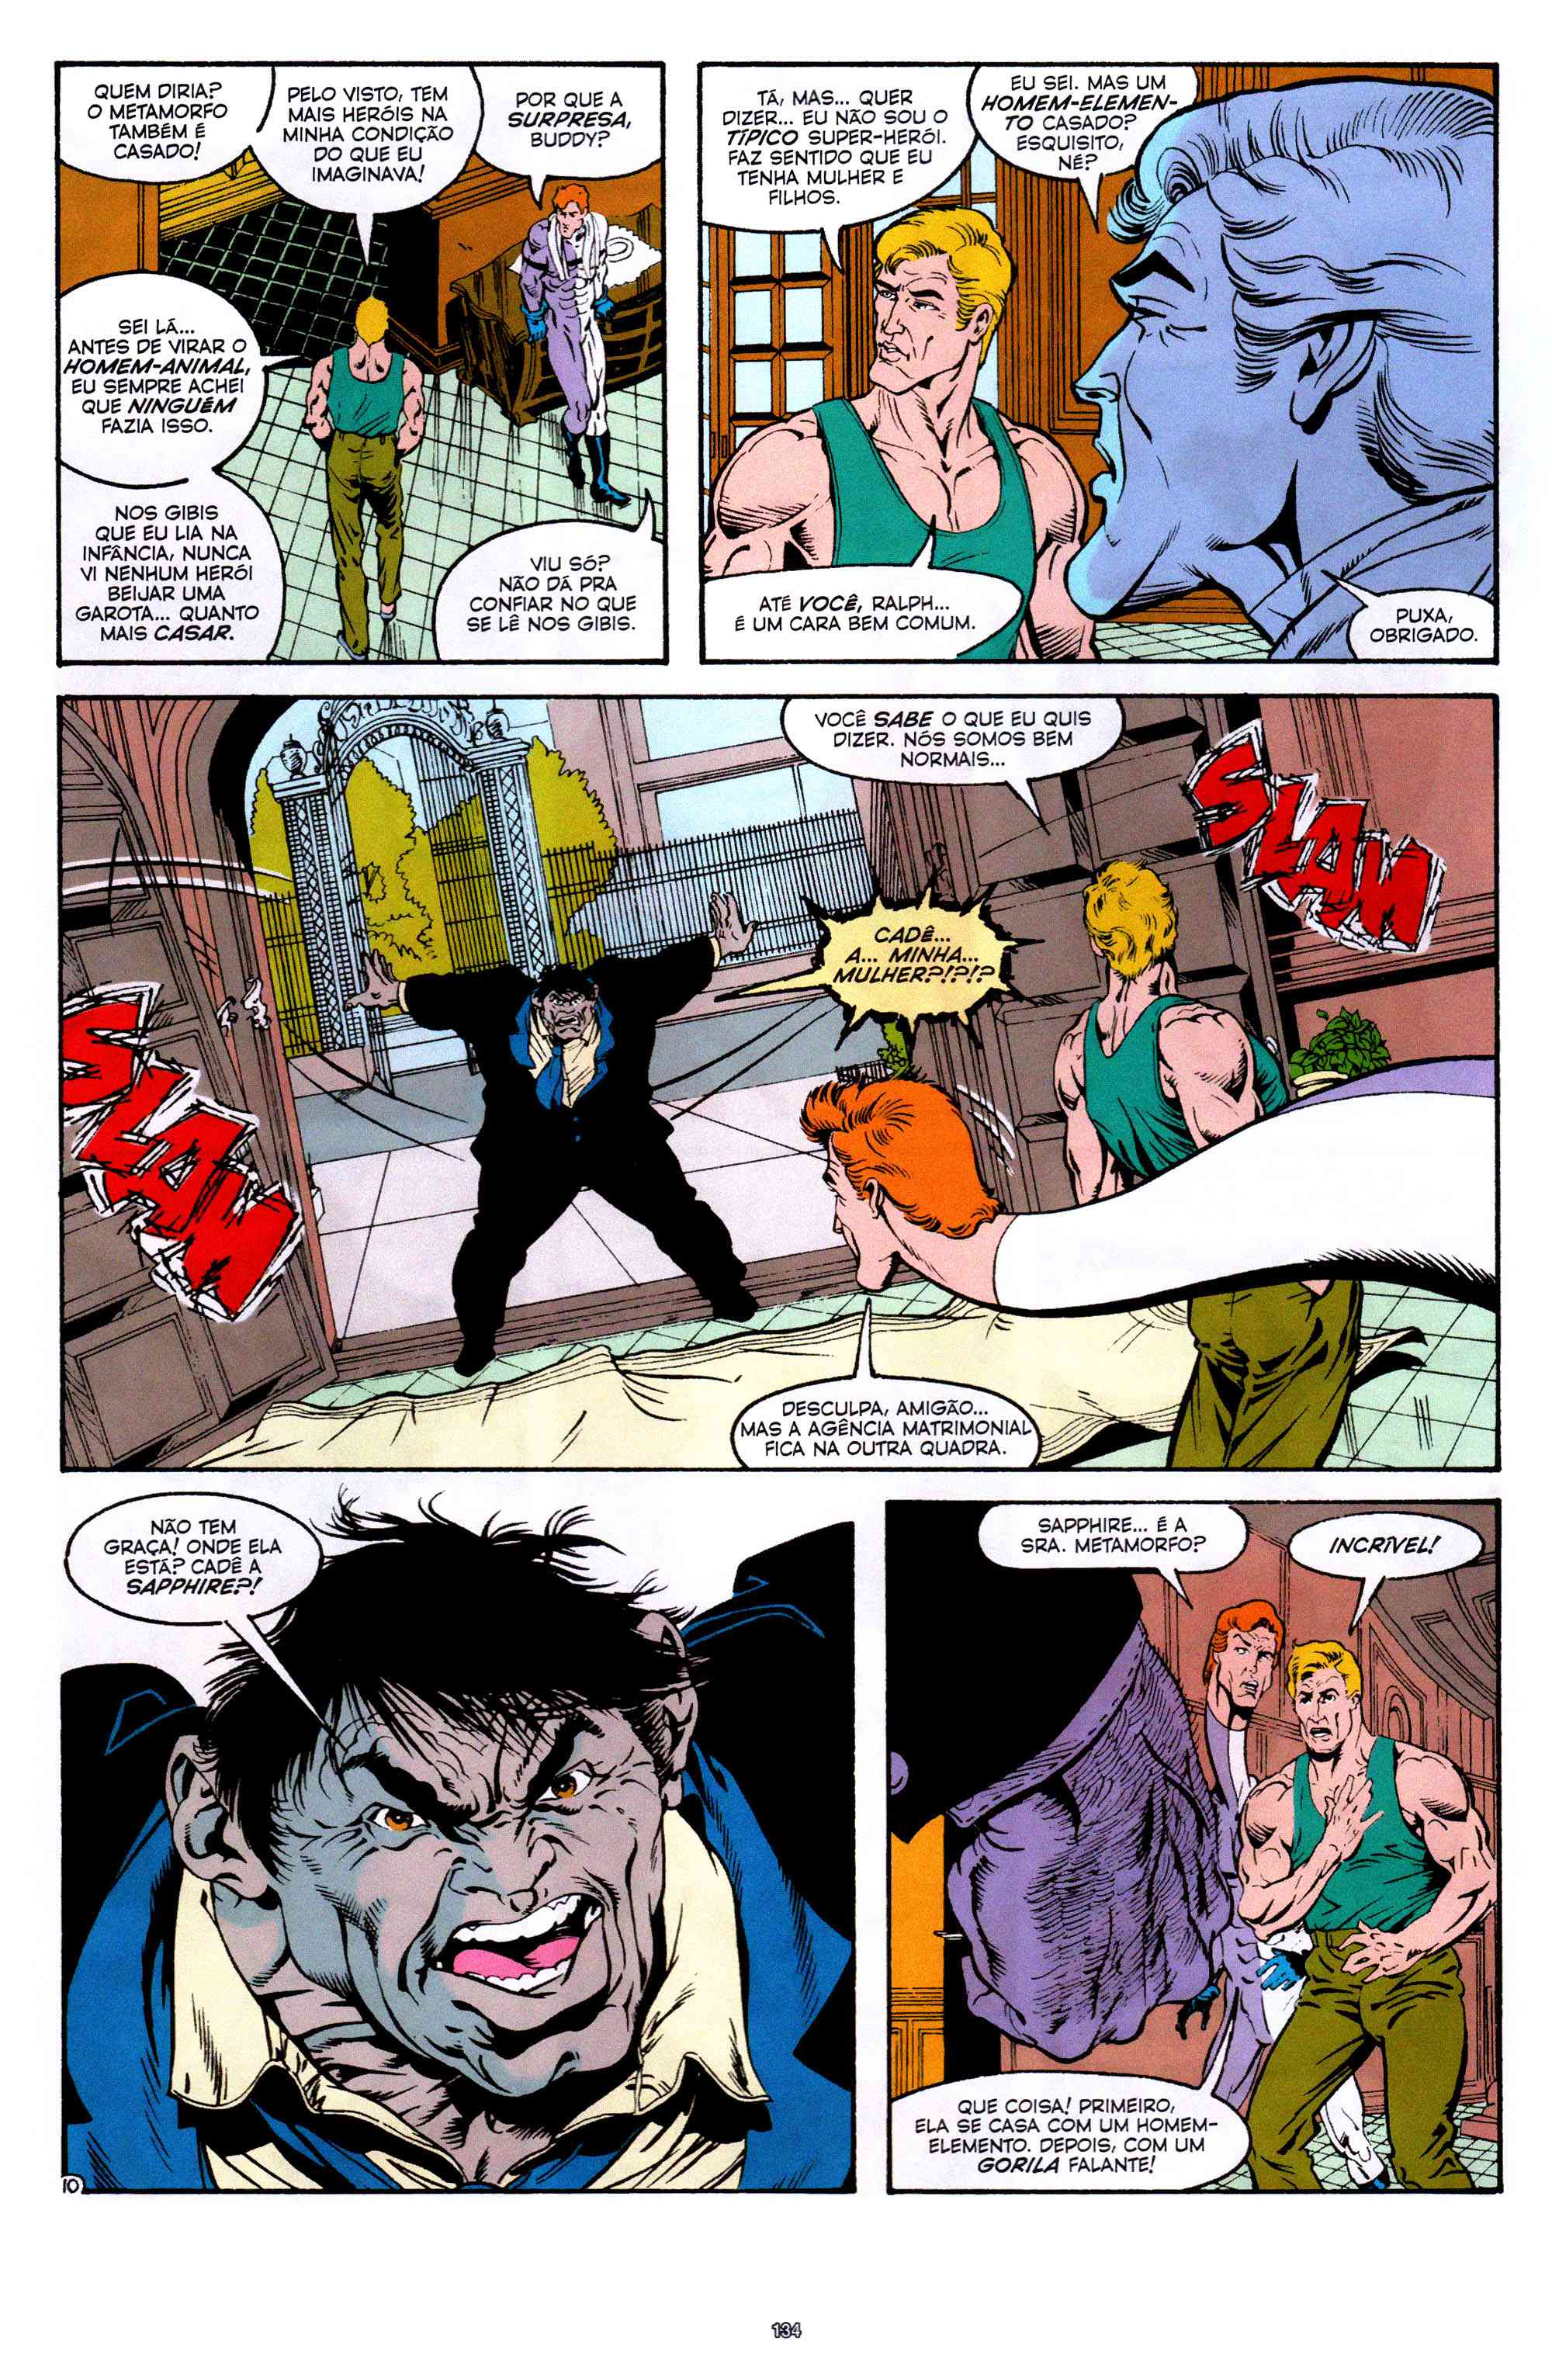 QUEM DIRIA?
O METAMORFO
TAMBÉM É
CASADO!
PELO VISTO, TEM
MAIS HERÓIS NA
MINHA CONDIÇÃO
DO QUE EU
IMAGINAVA!
POR QUE A
SURPRESA,
BUDDY?
SEI LÁ...
ANTES DE VIRAR O
HOMEM-ANIMAL,
EU SEMPRE ACHEI
QUE NINGUÉM
FAZIA ISSO.
NOS GIBIS
QUE EU LIA NA
INFÂNCIA, NUNCA
VI NENHUM HERÓI
BEIJAR UMA
GAROTA... QUANTO
MAIS CASAR.
VIU SÓ?
NÃO DÁ PRA
CONFIAR NO QUE
SE LÊ NOS GIBIS.
TÁ, MAS... QUER
DIZER... EU NÃO SOU O
TÍPICO SUPER-HERÓI.
FAZ SENTIDO QUE EU
TENHA MULHER E
FILHOS.
EU SEI. MAS UM
HOMEM-ELEMEN-
TO CASADO?
ESQUISITO,
NÉ?
ATÉ VOCÊ, RALPH...
É UM CARA BEM COMUM.
PUXA,
OBRIGADO.
VOCÊ SABE O QUE EU QUIS
DIZER. NÓS SOMOS BEM
NORMAIS...
SLAM
SLAM
CADÊ...
A... MINHA...
MULHER?!?!?
DESCULPA, AMIGÃO...
MAS A AGÊNCIA MATRIMONIAL
FICA NA OUTRA QUADRA.
NÃO TEM
GRAÇA! ONDE ELA
ESTÁ? CADÊ A
SAPPHIRE?!
SAPPHIRE... É A
SRA. METAMORFO?
INCRÍVEL!
QUE COISA! PRIMEIRO,
ELA SE CASA COM UM HOMEM-
ELEMENTO. DEPOIS, COM UM
GORILA FALANTE!
10
134